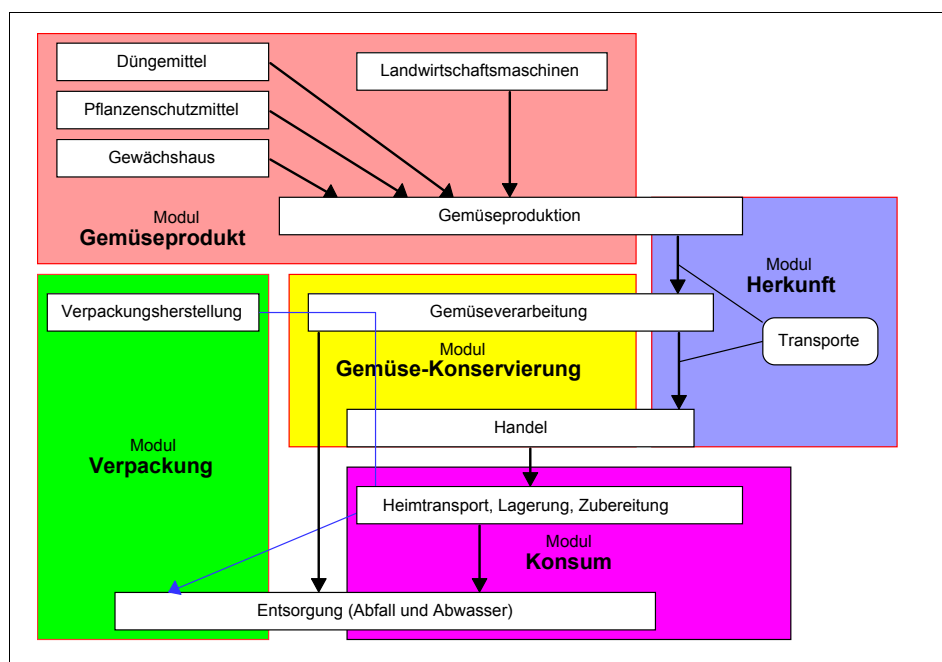 Düngemittel
Landwirtschaftsmaschinen
Pflanzenschutzmittel
Gewächshaus
Gemüseproduktion
Modul
Gemüseprodukt
Modul
Herkunft
Verpackungsherstellung
Gemüseverarbeitung
Transporte
Modul
Gemüse-Konservierung
Handel
Modul
Verpackung
Heimtransport, Lagerung, Zubereitung
Modul
Konsum
Entsorgung (Abfall und Abwasser)